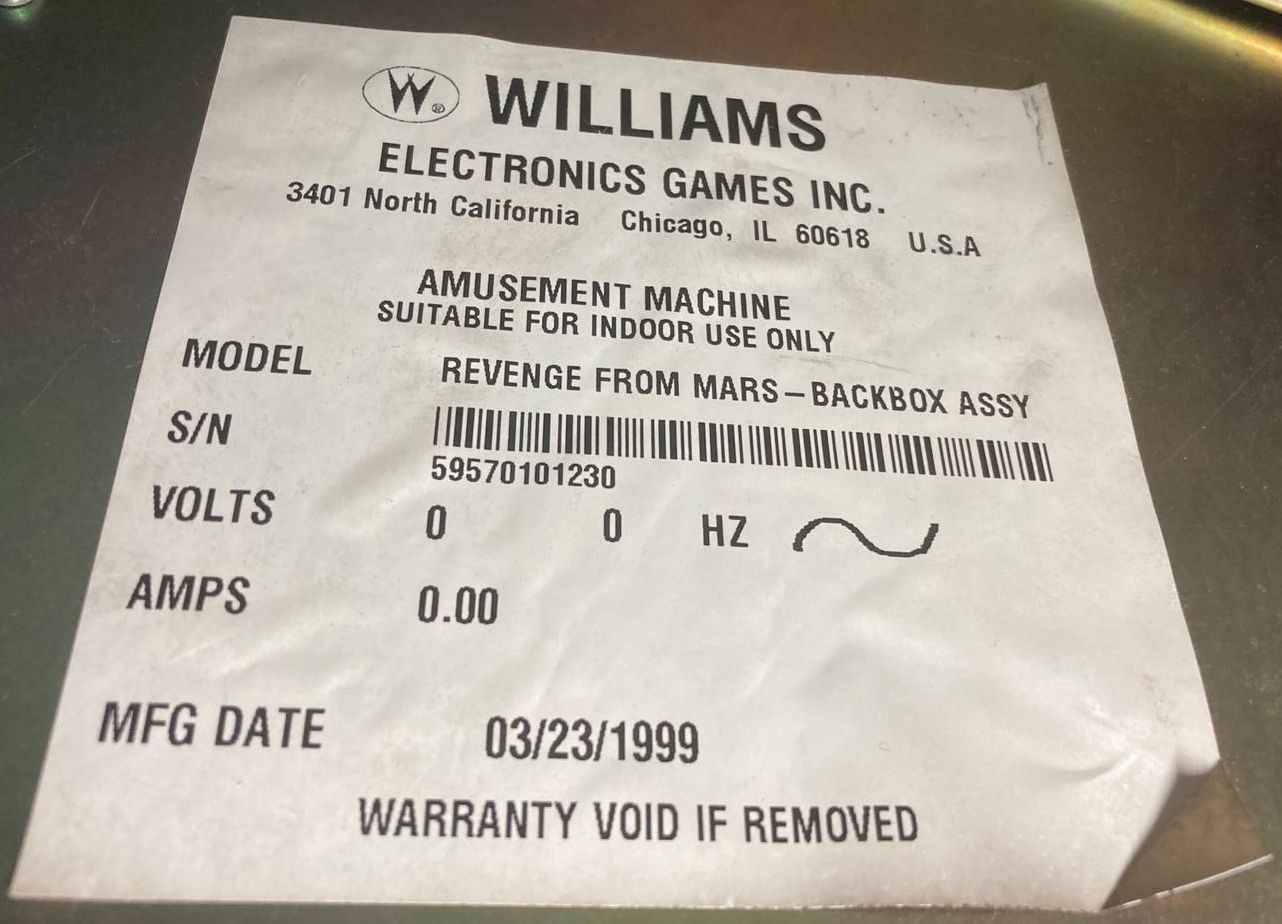 W®
WILLIAMS
ELECTRONICS GAMES INC.
3401 North California Chicago, IL 60618 U.S.A
AMUSEMENT MACHINE
SUITABLE FOR INDOOR USE ONLY
MODEL REVENGE FROM MARS-BACKBOX ASSY
S/N
59570101230
VOLTS 0 0 HZ
AMPS 0.00
MFG DATE 03/23/1999
WARRANTY VOID IF REMOVED